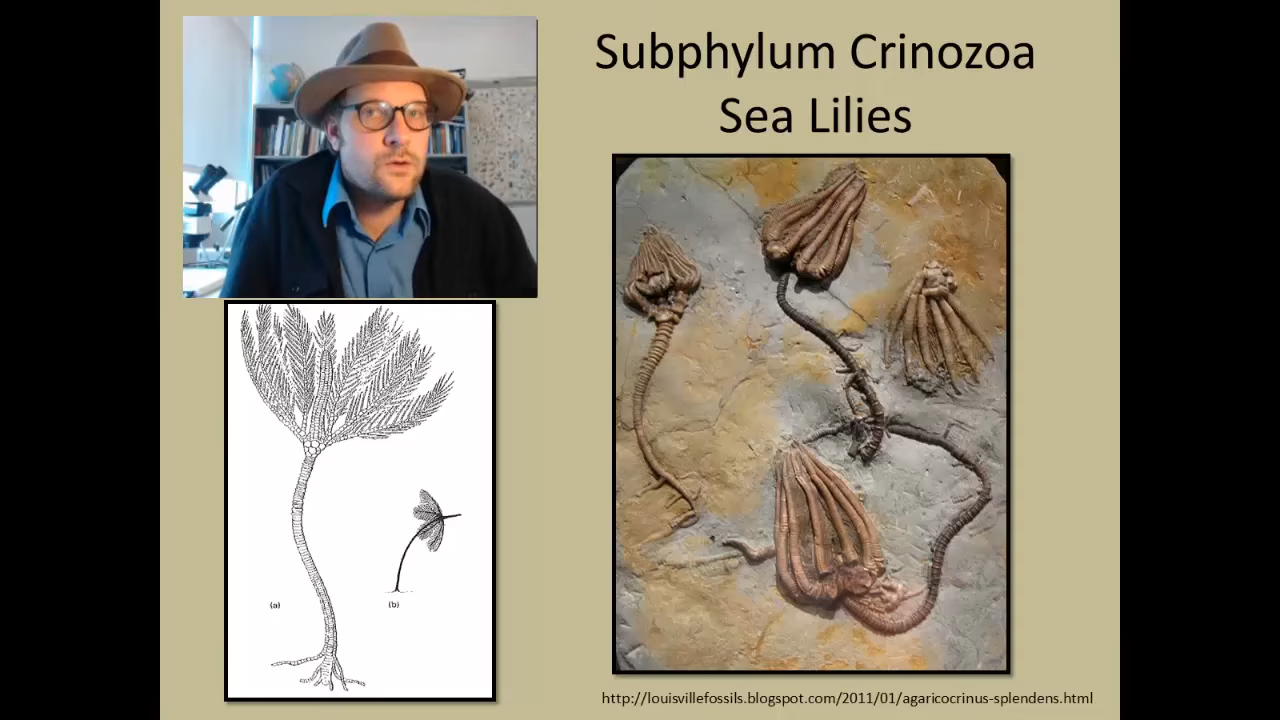 Subphylum Crinozoa
Sea Lilies
(a)
(b)
http://louisvillefossils.blogspot.com/2011/01/agaricocrinus-splendens.html